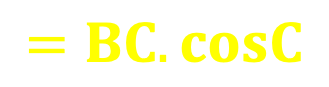 = BC. cosC